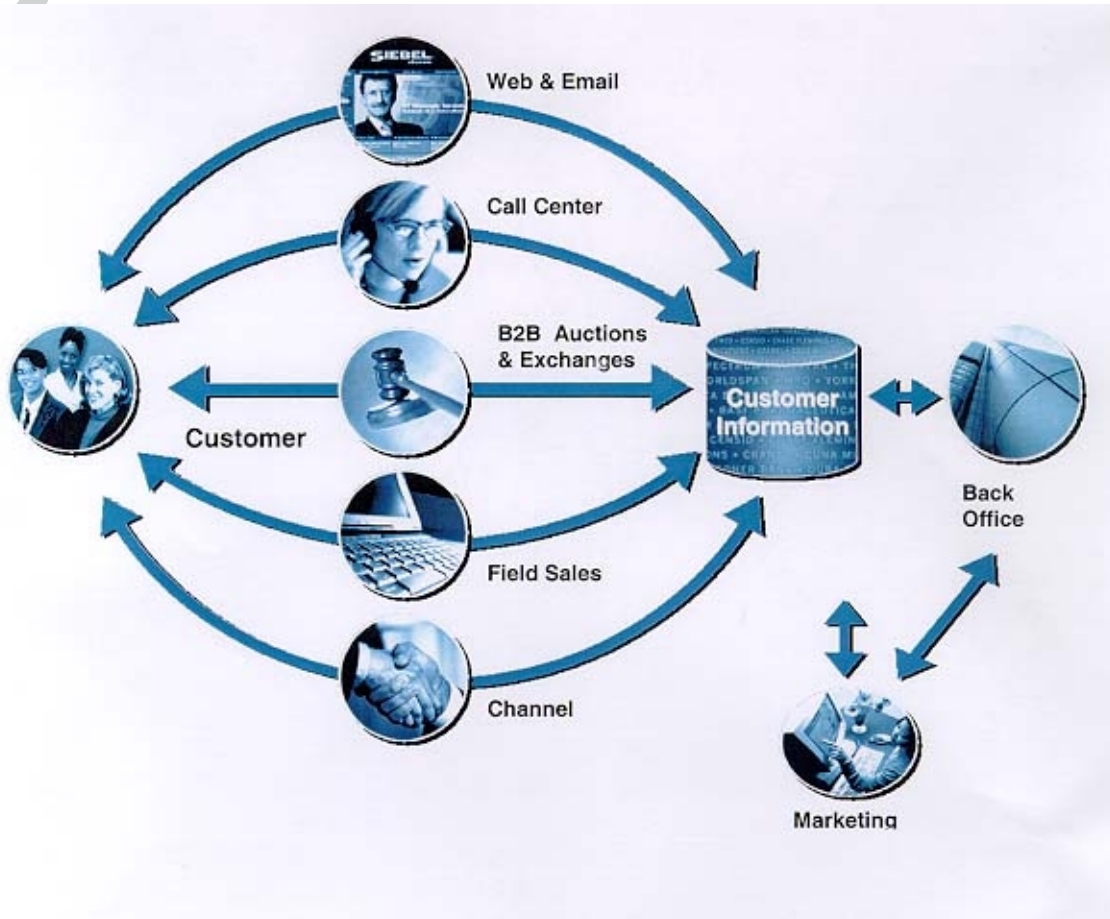 SIEBEL
Web & Email
Call Center
B2B Auctions
& Exchanges
Customer
Customer
Information
Back
Office
Field Sales
Channel
Marketing